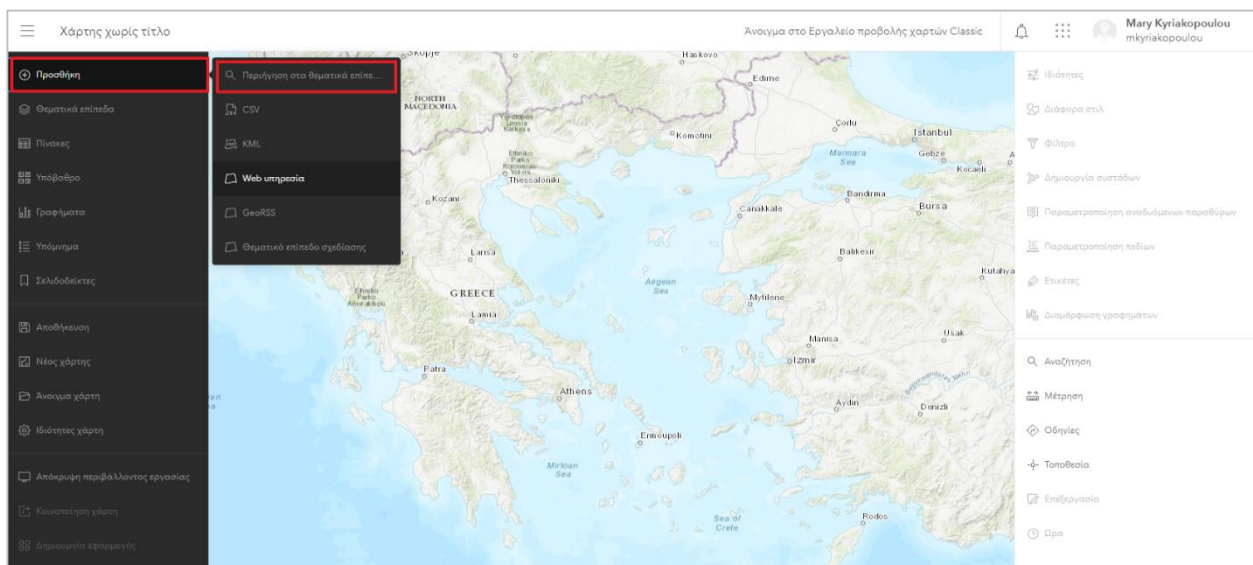 Χάρτης χωρίς τίτλο
Άνοιγμα στο Εργαλείο προβολής χαρτών Classic
Mary Kyriakopoulou
mkyriakopoulou
Προσθήκη
Θεματικά επίπεδα
Πίνακες
Υπόβαθρο
Γραφήματα
Υπόμνημα
Σελιδοδείκτες
Αποθήκευση
Νέος χάρτης
Άνοιγμα χάρτη
Ιδιότητες χάρτη
Απόκρυψη περιβάλλοντος εργασίας
Κοινοποίηση χάρτη
Δημιουργία εφαρμογής
Περιήγηση στα θεματικά επίπε...
CSV
KML
Web υπηρεσία
GeoRSS
Θεματικό επίπεδο σχεδίασης
Skopje
Haskovo
Edirne
NORTH
MACEDONIA
Komotini
Çorlu
Istanbul
Marmara
Sea
Gebze
Kocaeli
Thessaloniki
Kozani
Bandirma
Canakkale
Bursa
Larisa
Balikesir
Kutahya
Aegean
Sea
GREECE
Mytilene
Lamia
Manisa
Usak
Izmir
Patra
Athens
Aydin
Denizli
Ermoupoli
Mirtoan
Sea
Sea of
Crete
Rodos
Ιδιότητες
Διάφορα στιλ
Φίλτρο
Δημιουργία συστάδων
Παραμετροποίηση αναδυόμενων παραθύρων
Παραμετροποίηση πεδίων
Ετικέτες
Διαμόρφωση γραφημάτων
Αναζήτηση
Μέτρηση
Οδηγίες
Τοποθεσία
Επεξεργασία
Ώρα